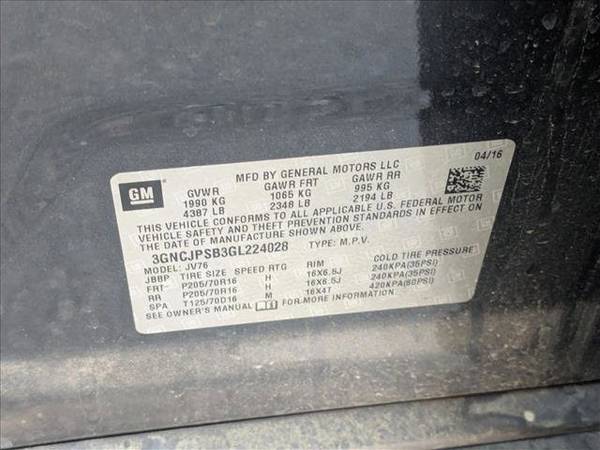 MFD BY GENERAL MOTORS LLC 04/16
GM
GVWR GAWR FRT GAWR RR
1990 KG 1065 KG 995 KG
4387 LB 2348 LB 2194 LB
THIS VEHICLE CONFORMS TO ALL APPLICABLE U.S. FEDERAL MOTOR
VEHICLE SAFETY AND THEFT PREVENTION STANDARDS IN EFFECT ON
THE DATE OF MANUFACTURE SHOWN ABOVE.
3GNCJPSB3GL224028 TYPE: M.P.V.
MODEL: JV76
JBBP TIRE SIZE SPEED RTG RIM COLD TIRE PRESSURE
FRT- P205/70R16 H 16X6.5J 240KPA(35PSI)
RR P205/70R16 H 16X6.5J 240KPA(35PSI)
SPA T125/70D16 M 16X4T 420KPA(60PSI)
SEE OWNER'S MANUAL FOR MORE INFORMATION.